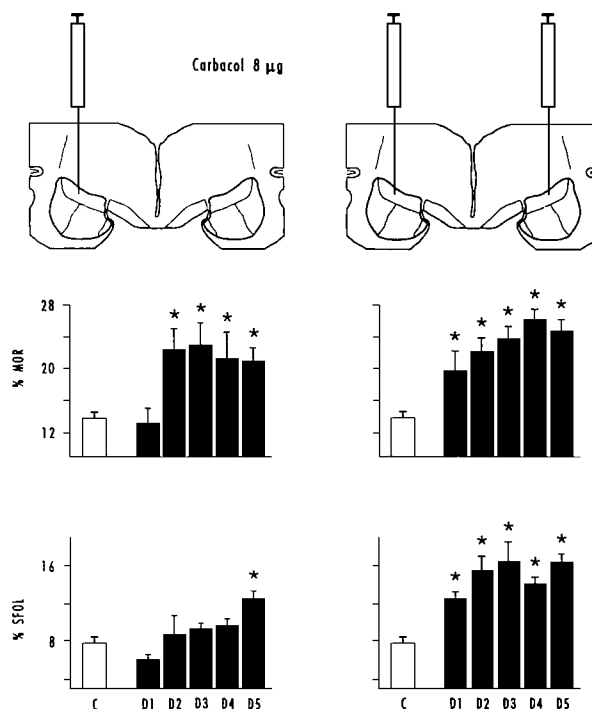 Carbacol 8 µg
% MOR
28
20
12
* * * *
* * * * *
% SFOL
16
8
*
* * * * *
C D1 D2 D3 D4 D5
C D1 D2 D3 D4 D5